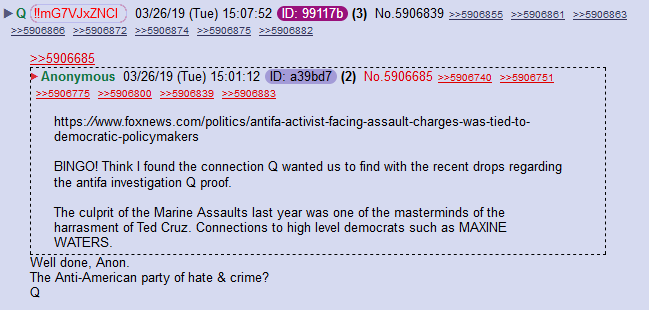 ▶ Q !!mG7VJxZNCI 03/26/19 (Tue) 15:07:52 ID: 99117b (3) No.5906839 >>5906855 >>5906861 >>5906863
>>5906866 >>5906872 >>5906874 >>5906875 >>5906882
>>5906685
▶ Anonymous 03/26/19 (Tue) 15:01:12 ID: a39bd7 (2) No.5906685 >>5906740 >>5906751
>>5906775 >>5906800 >>5906839 >>5906883
https://www.foxnews.com/politics/antifa-activist-facing-assault-charges-was-tied-to-
democratic-policymakers
BINGO! Think I found the connection Q wanted us to find with the recent drops regarding
the antifa investigation Q proof.
The culprit of the Marine Assaults last year was one of the masterminds of the
harrasment of Ted Cruz. Connections to high level democrats such as MAXINE
WATERS.
Well done, Anon.
The Anti-American party of hate & crime?
Q